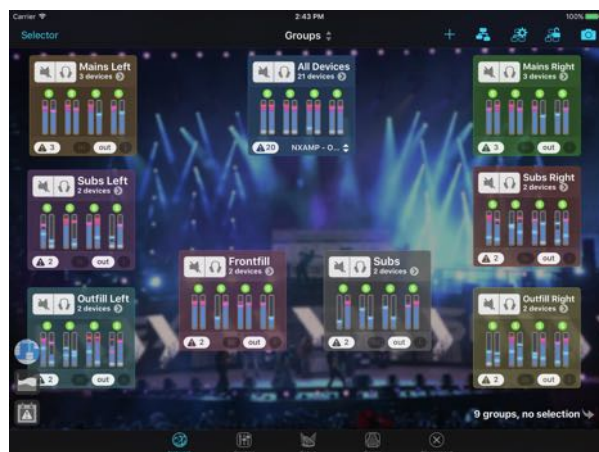 Carrier
2:43 PM
100%
Selector
Groups
Mains Left
3 devices
3
out
All Devices
21 devices
20
NXAMP - O...
Mains Right
3 devices
3
out
Subs Left
2 devices
2
out
Subs Right
2 devices
2
out
Frontfill
2 devices
2
out
Subs
2 devices
2
out
Outfill Left
2 devices
2
out
Outfill Right
2 devices
2
out
9 groups, no selection